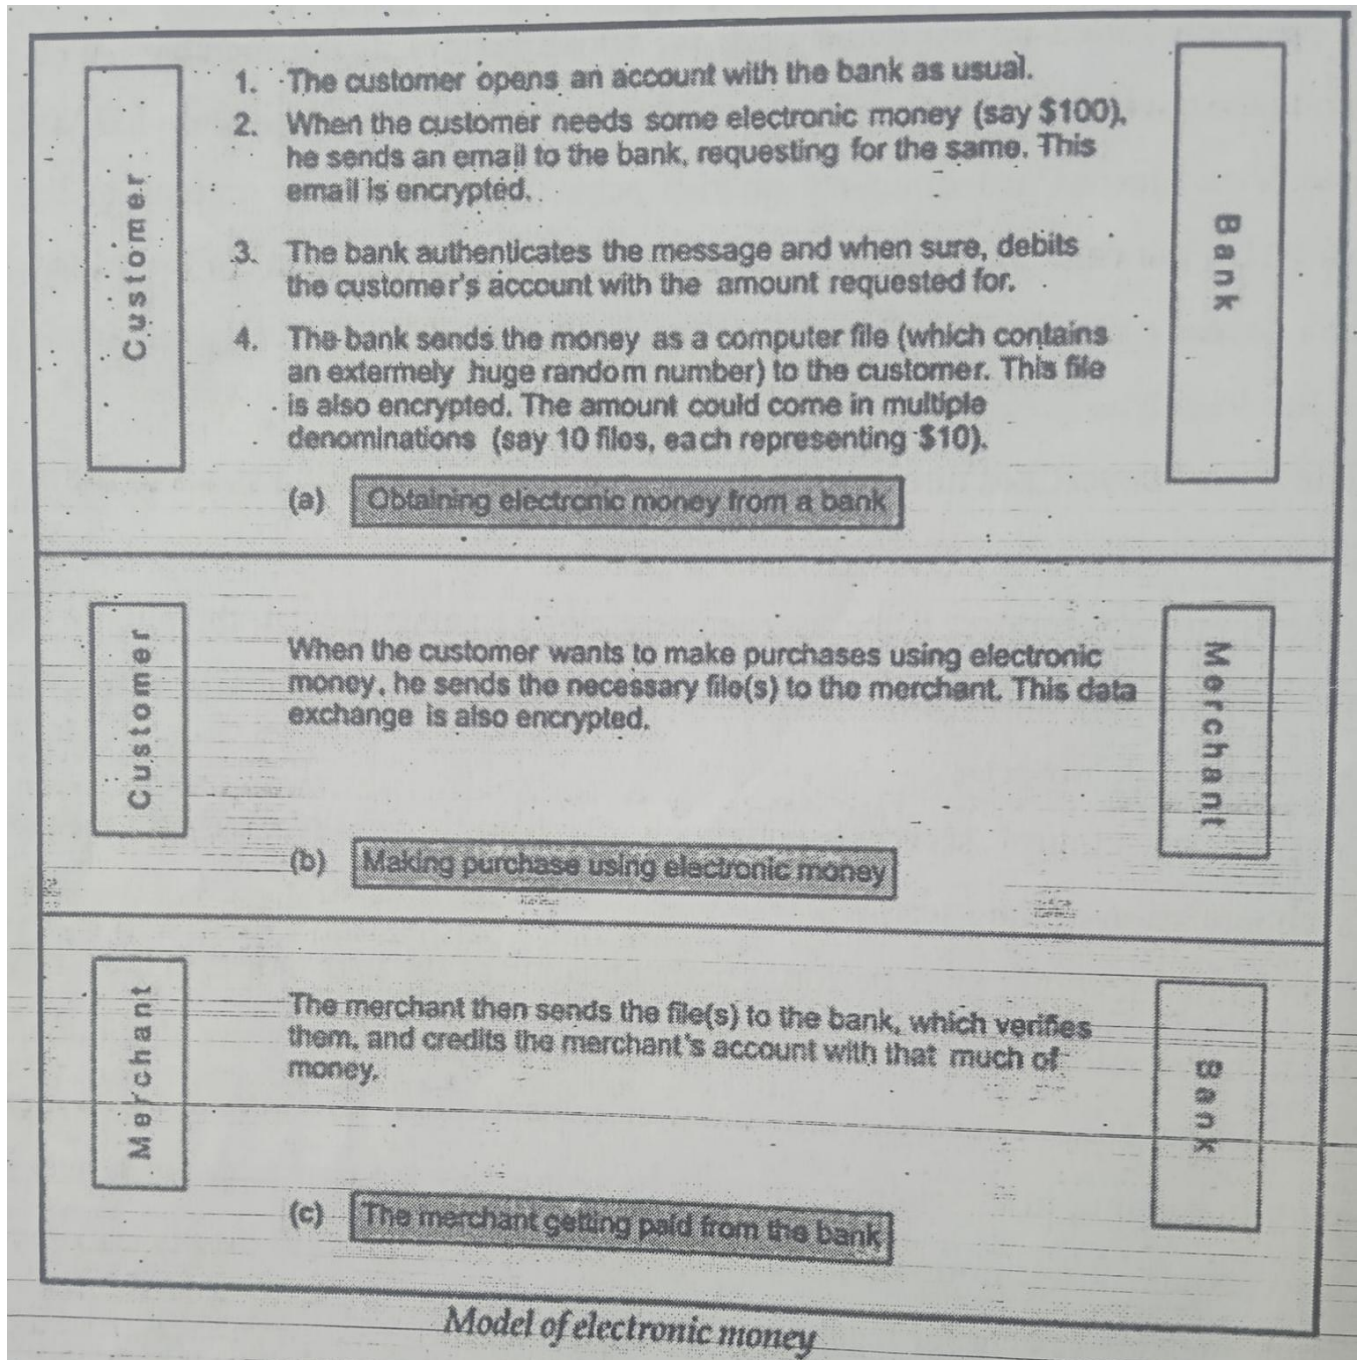 Customer
1. The customer opens an account with the bank as usual.
2. When the customer needs some electronic money (say $100),
he sends an email to the bank, requesting for the same. This
email is encrypted.
3. The bank authenticates the message and when sure, debits
the customer's account with the amount requested for.
4. The bank sends the money as a computer file (which contains
an extermely huge random number) to the customer. This file
is also encrypted. The amount could come in multiple
denominations (say 10 files, each representing $10).
Bank
(a) Obtaining electronic money from a bank
Customer
When the customer wants to make purchases using electronic
money, he sends the necessary file(s) to the merchant. This data
exchange is also encrypted.
Merchant
(b) Making purchase using electronic money
Merchant
The merchant then sends the file(s) to the bank, which verifies
them, and credits the merchant's account with that much of
money.
Bank
(c) The merchant getting paid from the bank
Model of electronic money